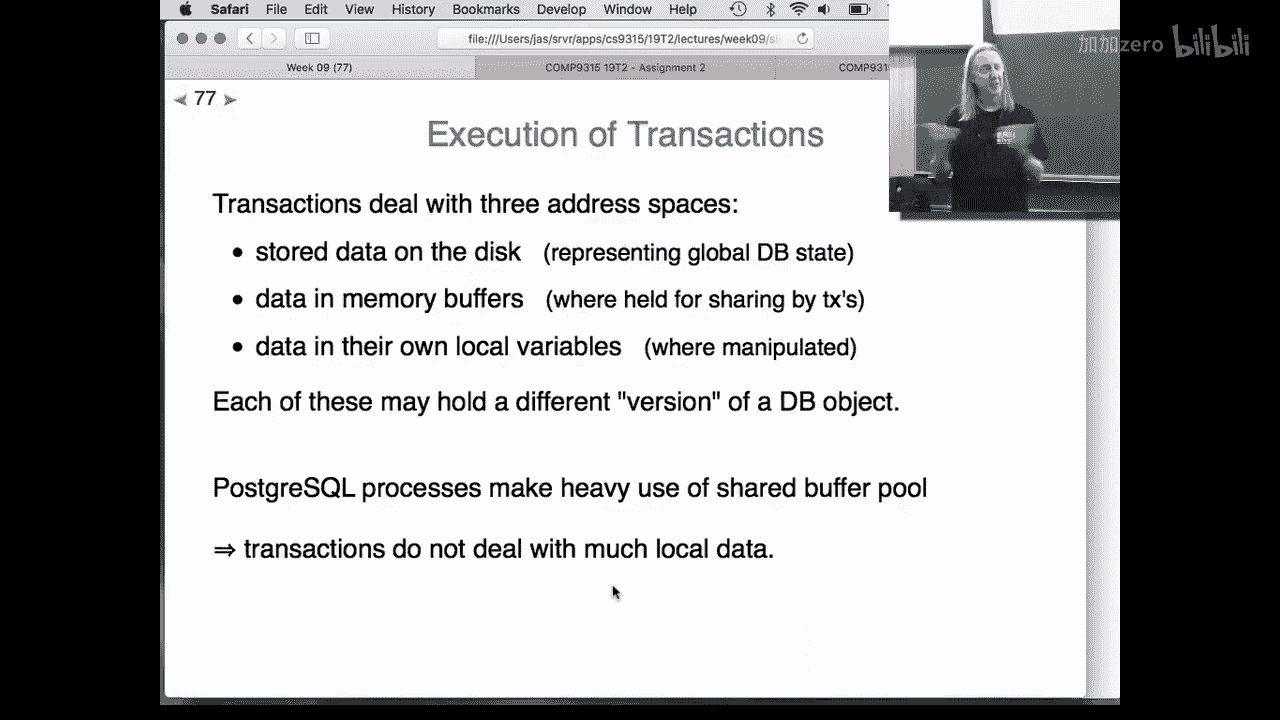 Safari File Edit View History Bookmarks Develop Window Help
file:///Users/jas/srvr/apps/cs9315/19T2/lectures/week09/sli
Week 09 (77) COMP9315 19T2 - Assignment 2 COMP931
加加zero bilibili
◀ 77 ▶
Execution of Transactions
Transactions deal with three address spaces:
• stored data on the disk (representing global DB state)
• data in memory buffers (where held for sharing by tx's)
• data in their own local variables (where manipulated)
Each of these may hold a different "version" of a DB object.
PostgreSQL processes make heavy use of shared buffer pool
⇒ transactions do not deal with much local data.